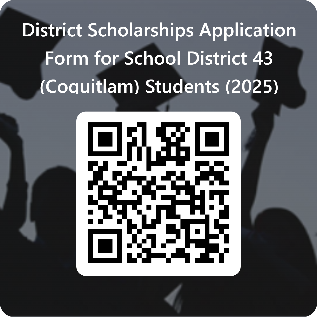 District Scholarships Application
Form for School District 43
(Coquitlam) Students (2025)